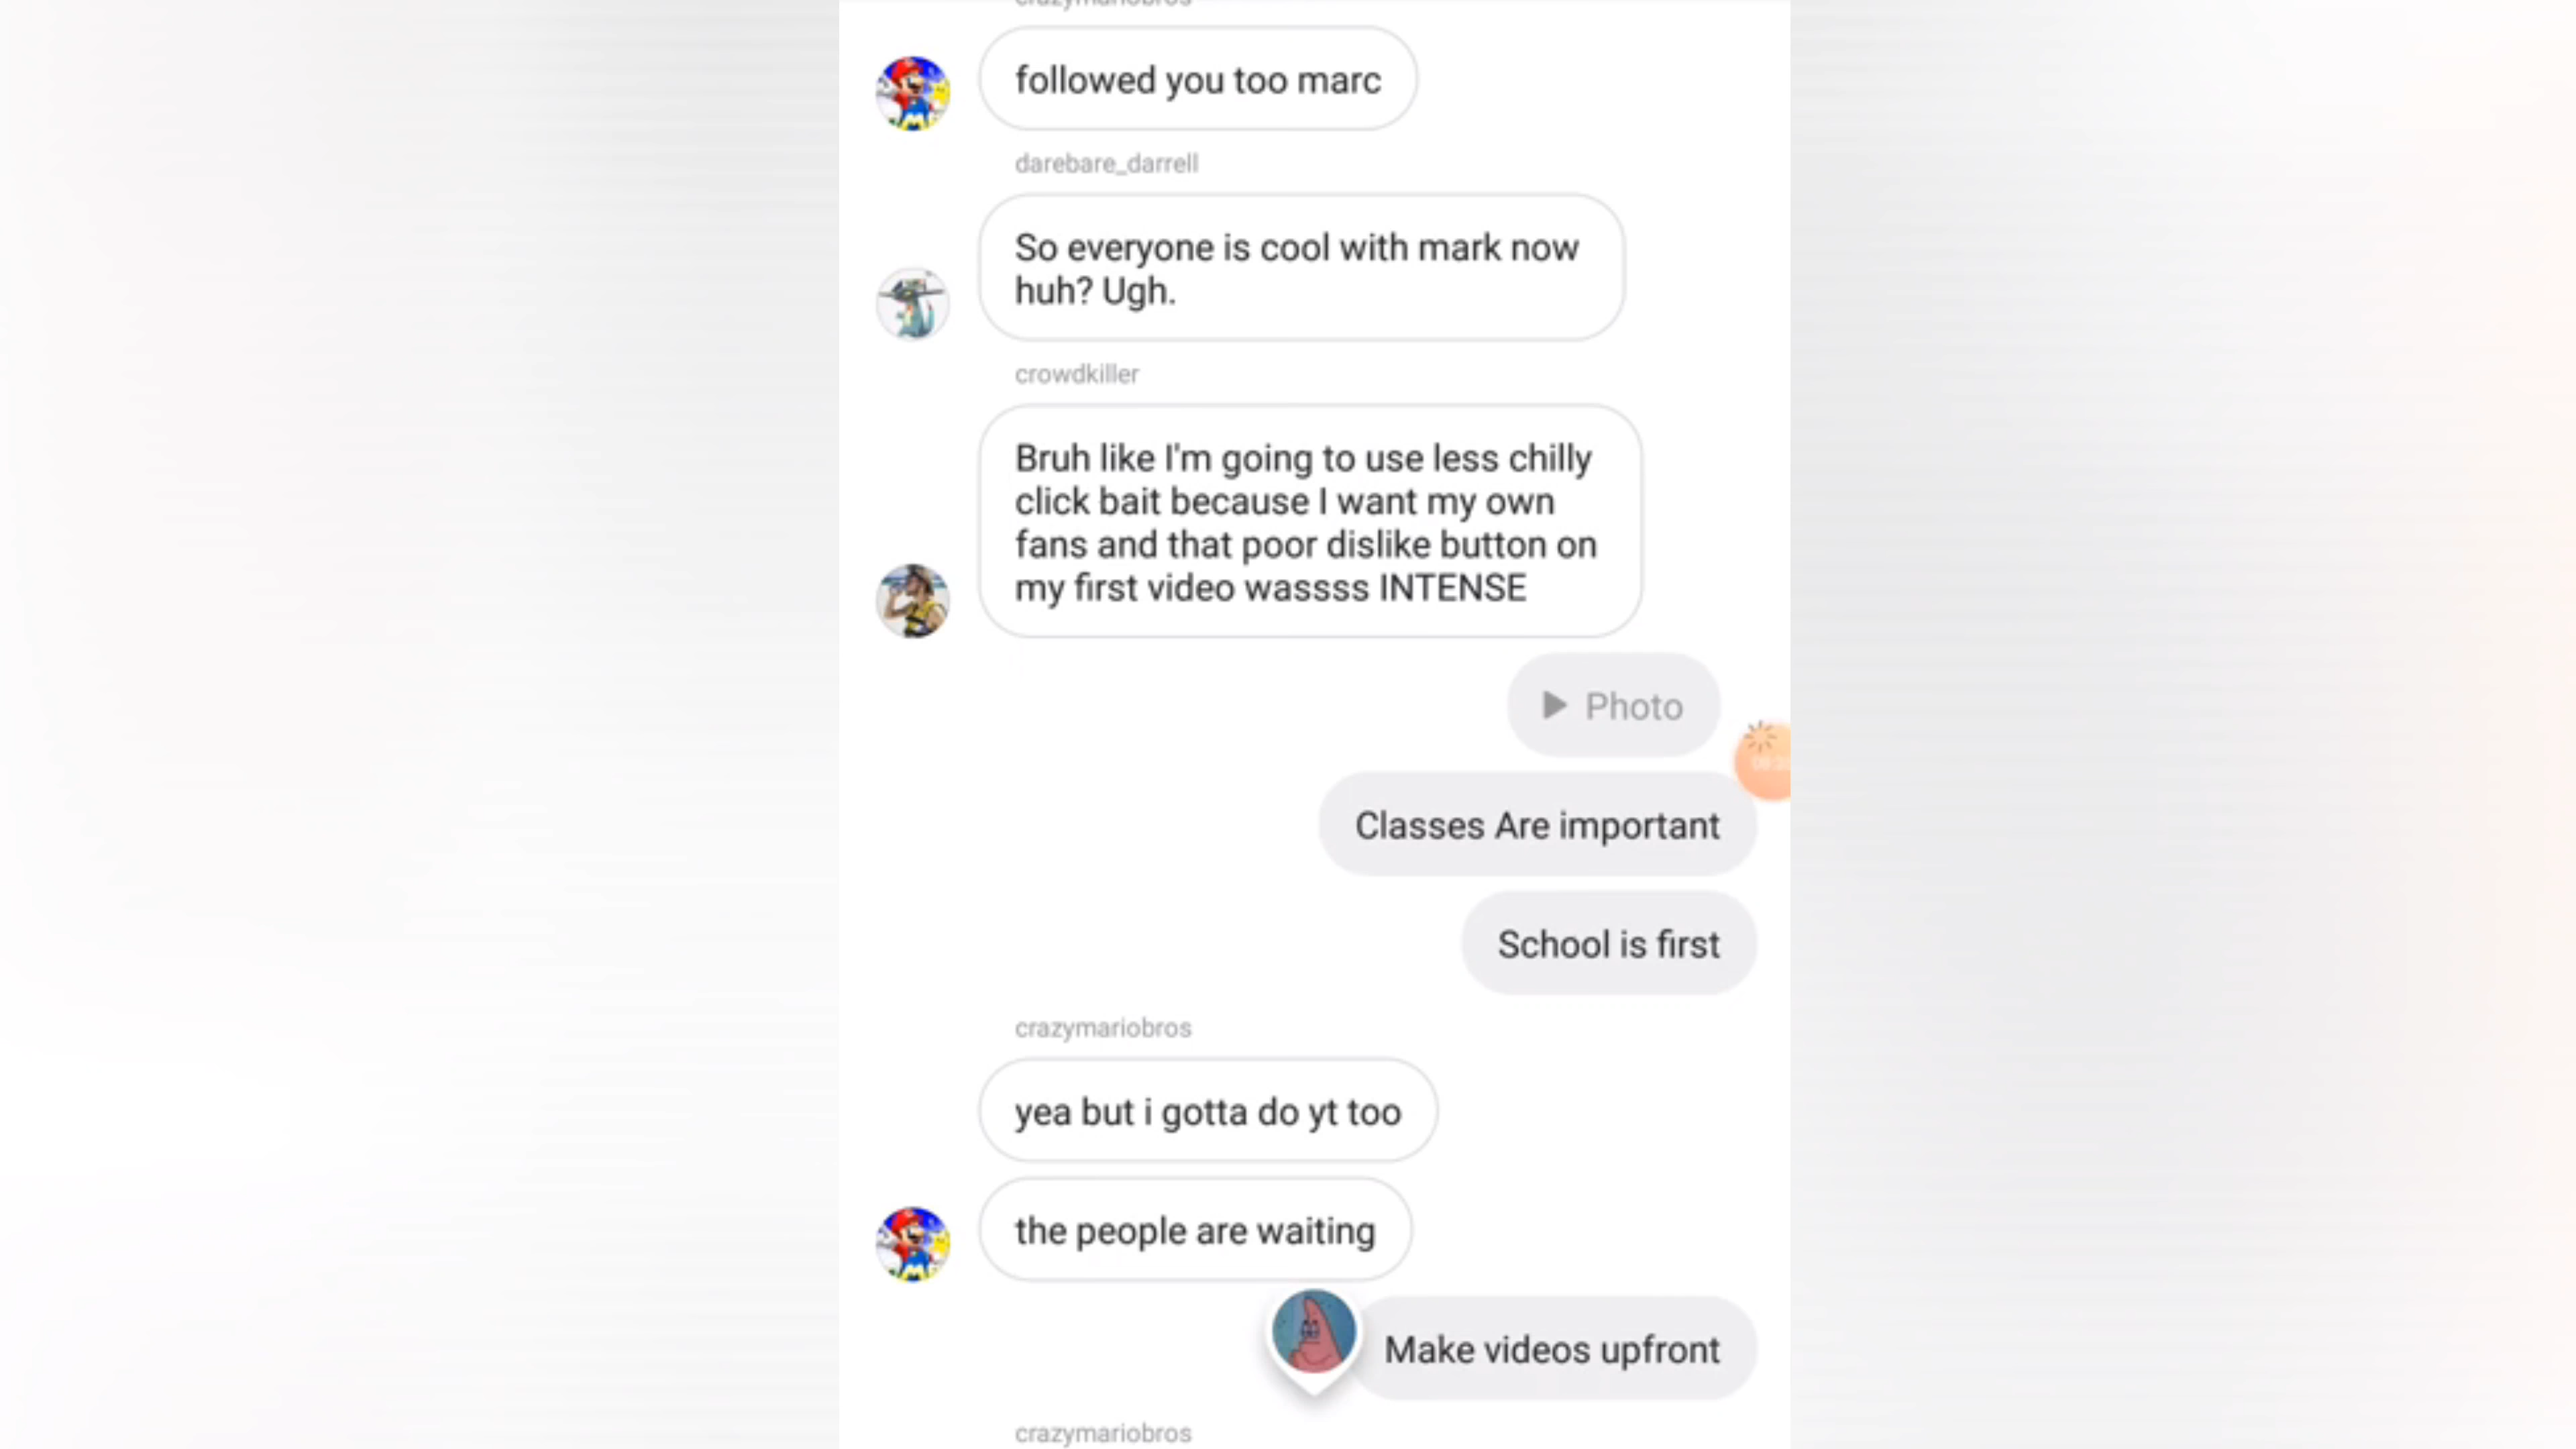 crazymariobros
followed you too marc
darebare_darrell
So everyone is cool with mark now
huh? Ugh.
crowdkiller
Bruh like I'm going to use less chilly
click bait because I want my own
fans and that poor dislike button on
my first video wassss INTENSE
Photo
Classes Are important
School is first
crazymariobros
yea but i gotta do yt too
the people are waiting
Make videos upfront
crazymariobros